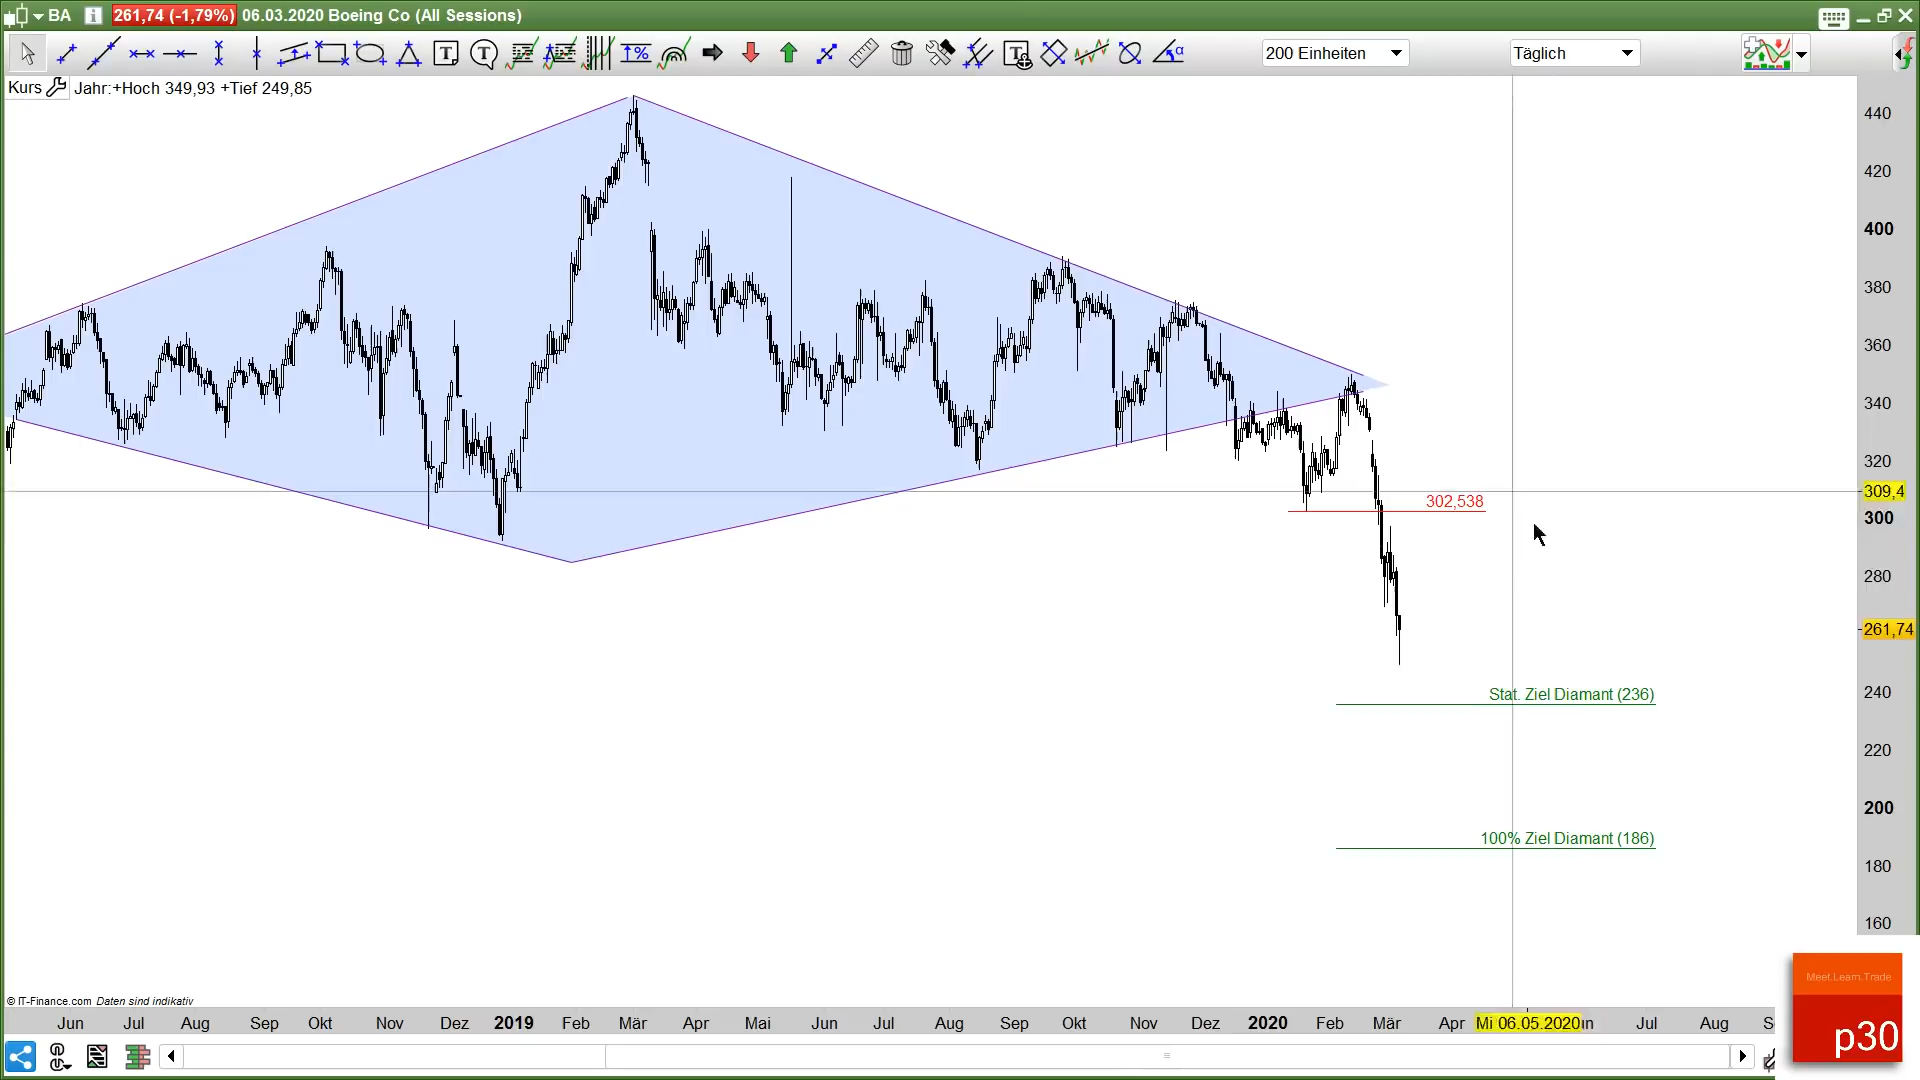 BA 261,74 (-1,79%) 06.03.2020 Boeing Co (All Sessions)
200 Einheiten
Täglich
Kurs Jahr:+Hoch 349,93 +Tief 249,85
440
420
400
380
360
340
320
309,4
302,538
300
280
261,74
240
Stat. Ziel Diamant (236)
220
200
100% Ziel Diamant (186)
180
160
Meet.Learn.Trade
p30
© IT-Finance.com Daten sind indikativ
Jun Jul Aug Sep Okt Nov Dez 2019 Feb Mär Apr Mai Jun Jul Aug Sep Okt Nov Dez 2020 Feb Mär Apr Mi 06.05.2020 Jul Aug